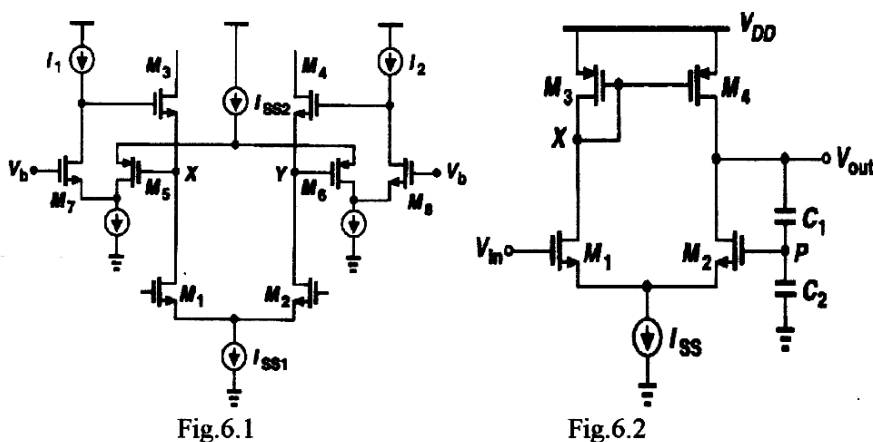 I1
M3
M4
I2
ISS2
Vb
M7
M5
X
Y
M6
M8
Vb
M1
M2
ISS1
Fig.6.1
VDD
M3
M4
X
Vout
C1
Vin
M1
M2
P
C2
ISS
Fig.6.2